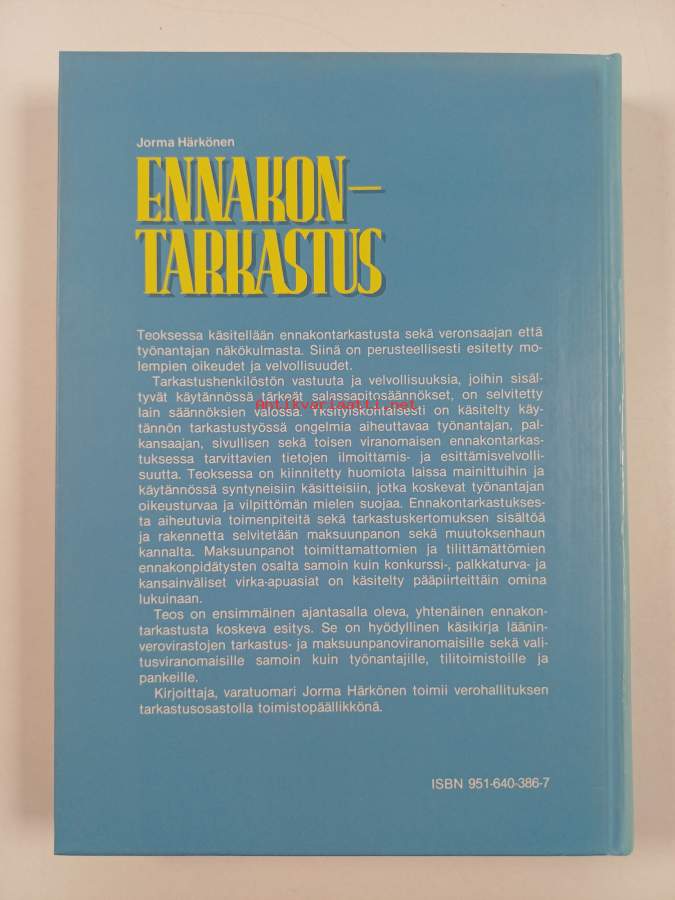 Jorma Härkönen
ENNAKON-
TARKASTUS
Teoksessa käsitellään ennakontarkastusta sekä veronsaajan että
työnantajan näkökulmasta. Siinä on perusteellisesti esitetty mo-
lempien oikeudet ja velvollisuudet.
Tarkastushenkilöstön vastuuta ja velvollisuuksia, joihin sisäl-
tyvät käytännössä tärkeät salassapitosäännökset, on selvitetty
lain säännöksien valossa. Yksityiskohtaisesti on käsitelty käy-
Antikvariaatti.net
tännön tarkastustyössä ongelmia aiheuttavaa työnantajan, pal-
kansaajan, sivullisen sekä toisen viranomaisen ennakontarkas-
tuksessa tarvittavien tietojen ilmoittamis- ja esittämisvelvolli-
suutta. Teoksessa on kiinnitetty huomiota laissa mainittuihin ja
käytännössä syntyneisiin käsitteisiin, jotka koskevat työnantajan
oikeusturvaa ja vilpittömän mielen suojaa. Ennakontarkastukses-
ta aiheutuvia toimenpiteitä sekä tarkastuskertomuksen sisältöä
ja rakennetta selvitetään maksuunpanon sekä muutoksenhaun
kannalta. Maksuunpanot toimittamattomien ja tilittämättömien
ennakonpidätysten osalta samoin kuin konkurssi-, palkkaturva- ja
kansainväliset virka-apuasiat on käsitelty pääpiirteittäin omina
lukuinaan.
Teos on ensimmäinen ajantasalla oleva, yhtenäinen ennakon-
tarkastusta koskeva esitys. Se on hyödyllinen käsikirja läänin-
verovirastojen tarkastus- ja maksuunpanoviranomaisille sekä vali-
tusviranomaisille samoin kuin työnantajille, tilitoimistoille ja
pankeille.
Kirjoittaja, varatuomari Jorma Härkönen toimii verohallituksen
tarkastusosastolla toimistopäällikkönä.
ISBN 951-640-386-7